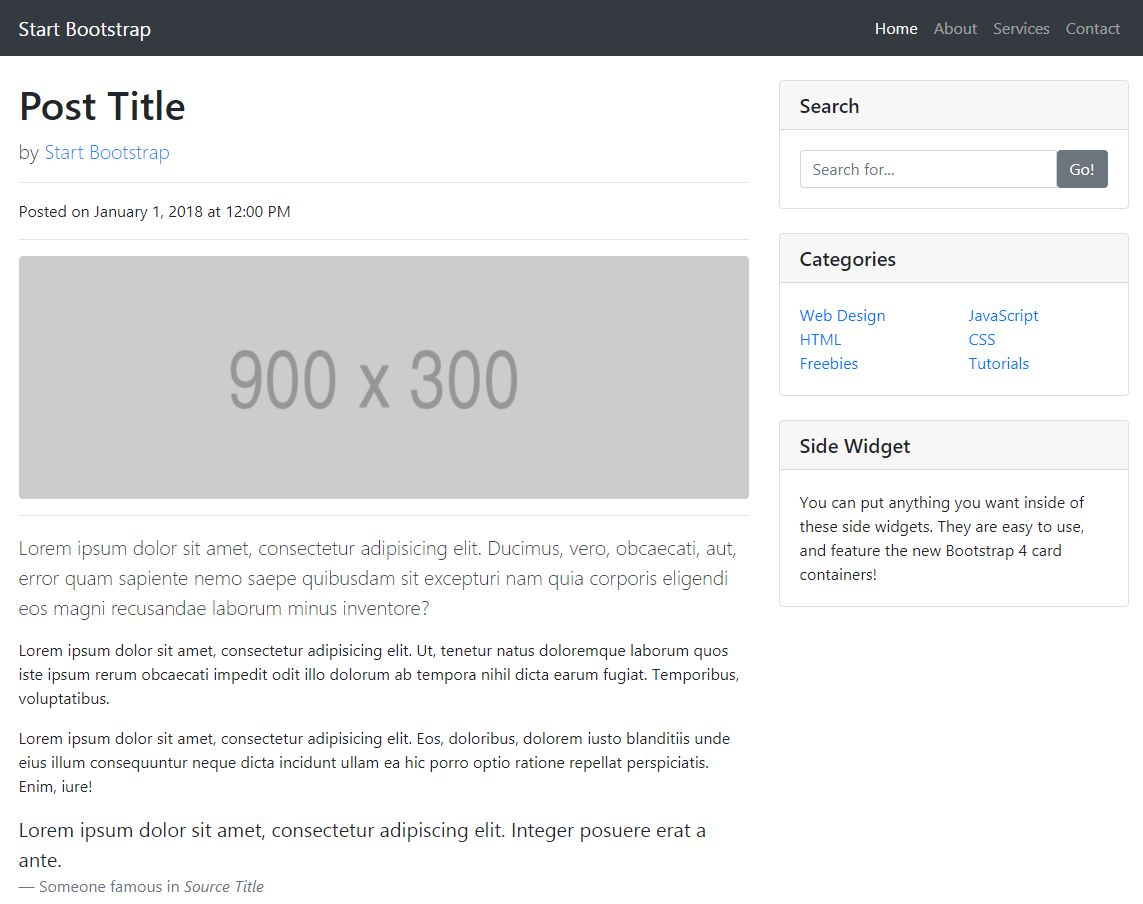 Start Bootstrap
Home About Services Contact
Post Title
by Start Bootstrap
Posted on January 1, 2018 at 12:00 PM
900 x 300
Lorem ipsum dolor sit amet, consectetur adipisicing elit. Ducimus, vero, obcaecati, aut,
error quam sapiente nemo saepe quibusdam sit excepturi nam quia corporis eligendi
eos magni recusandae laborum minus inventore?
Lorem ipsum dolor sit amet, consectetur adipisicing elit. Ut, tenetur natus doloremque laborum quos
iste ipsum rerum obcaecati impedit odit illo dolorum ab tempora nihil dicta earum fugiat. Temporibus,
voluptatibus.
Lorem ipsum dolor sit amet, consectetur adipisicing elit. Eos, doloribus, dolorem iusto blanditiis unde
eius illum consequuntur neque dicta incidunt ullam ea hic porro optio ratione repellat perspiciatis.
Enim, iure!
Lorem ipsum dolor sit amet, consectetur adipiscing elit. Integer posuere erat a
ante.
— Someone famous in Source Title
Search
Search for... Go!
Categories
Web Design JavaScript
HTML CSS
Freebies Tutorials
Side Widget
You can put anything you want inside of
these side widgets. They are easy to use,
and feature the new Bootstrap 4 card
containers!